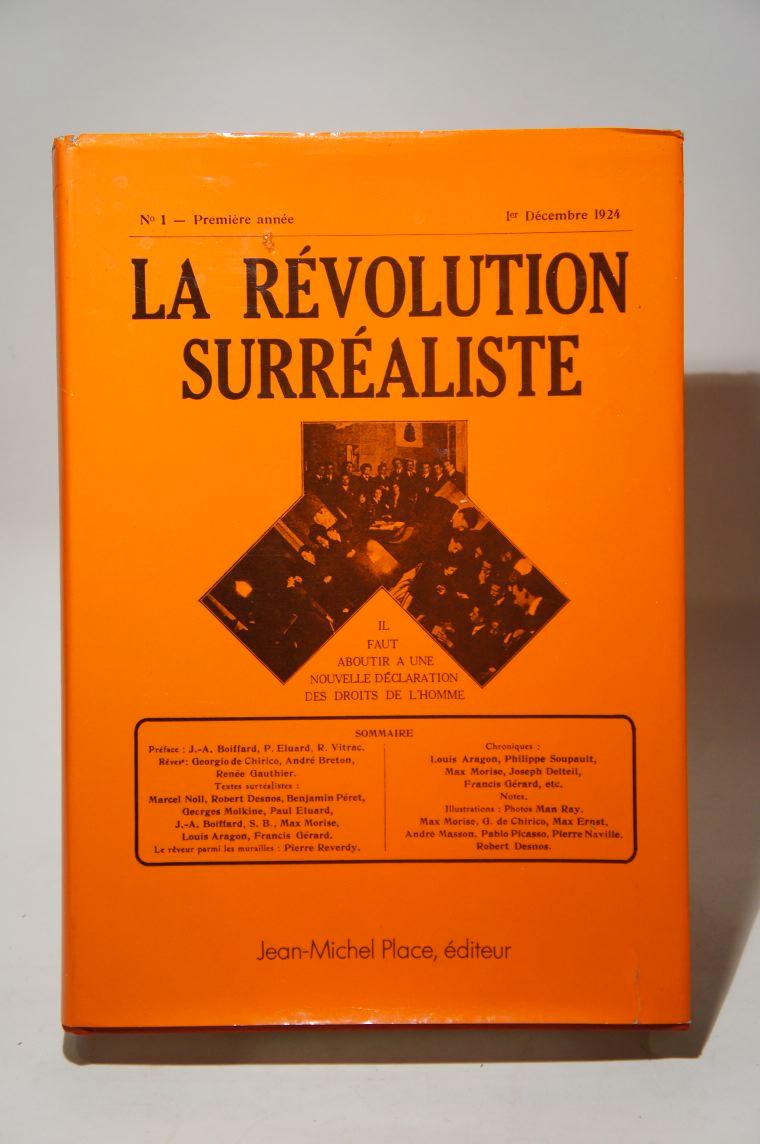 Nº 1 — Première année
1er Décembre 1924
LA RÉVOLUTION
SURRÉALISTE
IL
FAUT
ABOUTIR A UNE
NOUVELLE DÉCLARATION
DES DROITS DE L'HOMME
SOMMAIRE
Préface : J.-A. Boiffard, P. Eluard, R. Vitrac.
Rêves : Georgio de Chirico, André Breton,
Renée Gauthier.
Textes surréalistes :
Marcel Noll, Robert Desnos, Benjamin Péret,
Georges Molkine, Paul Eluard,
J.-A. Boiffard, S. B., Max Morise,
Louis Aragon, Francis Gérard.
Le rêveur parmi les murailles : Pierre Reverdy.
Chroniques :
Louis Aragon, Philippe Soupault,
Max Morise, Joseph Delteil,
Francis Gérard, etc.
Notes.
Illustrations : Photos Man Ray.
Max Morise, G. de Chirico, Max Ernst,
André Masson, Pablo Picasso, Pierre Naville,
Robert Desnos.
Jean-Michel Place, éditeur